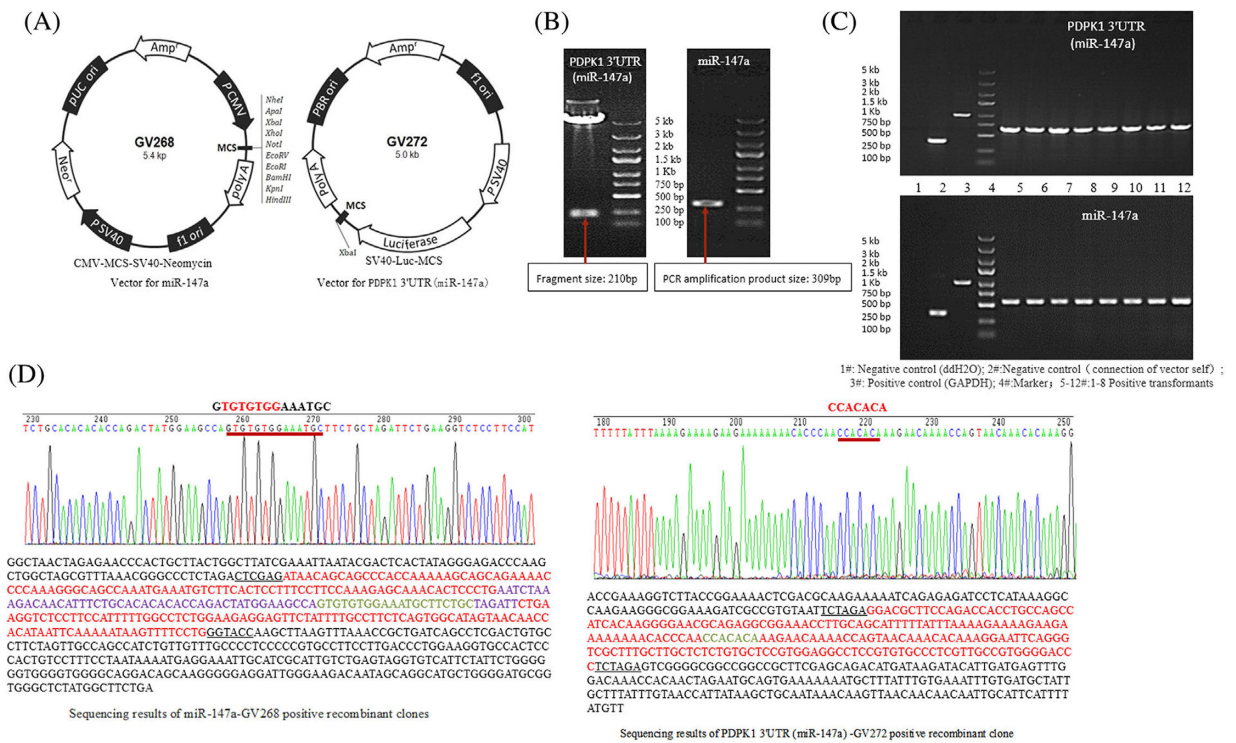 (A)
Amp^r
pUC ori
pCMV
NheI
ApaI
XbaI
XhoI
NotI
EcoRV
EcoRI
BamHI
KpnI
HindIII
GV268
5.4 kp
MCS
Neo^r
poly A
pSV40
f1 ori
CMV-MCS-SV40-Neomycin
Vector for miR-147a
Amp^r
PBR ori
f1 ori
GV272
5.0 kb
Poly A
pSV40
MCS
XbaI
Luciferase
SV40-Luc-MCS
Vector for PDPK1 3'UTR(miR-147a)
(B)
PDPK1 3'UTR
(miR-147a)
miR-147a
5 kb
3 kb
2 kb
1.5 kb
1 Kb
750 bp
500 bp
250 bp
100 bp
Fragment size: 210bp
PCR amplification product size: 309bp
(C)
PDPK1 3'UTR
(miR-147a)
5 kb
3 kb
2 kb
1.5 kb
1 Kb
750 bp
500 bp
250 bp
100 bp
1 2 3 4 5 6 7 8 9 10 11 12
miR-147a
5 kb
3 kb
2 kb
1.5 kb
1 kb
750 bp
500 bp
250 bp
100 bp
1#: Negative control (ddH2O); 2#:Negative control ( connection of vector self) ;
3#: Positive control (GAPDH); 4#:Marker; 5-12#:1-8 Positive transformants
(D)
GTGTGTGGAAATGC
230 240 250 260 270 280 290 300
TCTGCACACACACCAGACTATGGAAGCCAGTGTGTGGAAATGCTTCTGCTAGATTCTGAAGGTCTCCTTCCAT
GGCTAACTAGAGAACCCACTGCTTACTGGCTTATCGAAATTAATACGACTCACTATAGGGAGACCCAAG
CTGGCTAGCGTTTAAACGGGCCCTCTAGACTCGAGATAACAGCAGCCCACCAAAAAGCAGCAGAAAAC
CCCAAAGGGCAGCCAAATGAAATGTCTTCACTCCTTTCCTTCCAAAGAGCAAACACTCCCTGAATCTAA
AGACAACATTTCTGCACACACACCAGACTATGGAAGCCAGTGTGTGGAAATGCTTCTGCTAGATTCTGA
AGGTCTCCTTCCATTTTTGGCCTCTGGAAGGAGTTCTATTTTGCCTTCTCAGTGGCATAGTAACAACC
ACATAATTCAAAAATAAGTTTTCCTGGGTACCAAGCTTAAGTTTAAACCGCTGATCAGCCTCGACTGTGC
CTTCTAGTTGCCAGCCATCTGTTGTTTGCCCCTCCCCCGTGCCTTCCTTGACCCTGGAAGGTGCCACTCC
CACTGTCCTTTCCTAATAAAATGAGGAAATTGCATCGCATTGTCTGAGTAGGTGTCATTCTATTCTGGGG
GGTGGGGTGGGGCAGGACAGCAAGGGGGAGGATTGGGAAGACAATAGCAGGCATGCTGGGGATGCGG
TGGGCTCTATGGCTTCTGA
Sequencing results of miR-147a-GV268 positive recombinant clones
CCACACA
180 190 200 210 220 230 240 250
TTTTTATTTAAAAGAAAAGAAGAAAAAAAACACCCAACCACACAAAGAACAAAACCAGTAACAAACACAAAGG
ACCGAAAGGTCTTACCGGAAAACTCGACGCAAGAAAAATCAGAGAGATCCTCATAAAGGC
CAAGAAGGGCGGAAAGATCGCCGTGTAATTCTAGAGGACGCTTCCAGACCACCTGCCAGCC
ATCACAAGGGGAACGCAGAGGCGGAAACCTTGCAGCATTTTTATTTAAAAGAAAAGAAGA
AAAAAAACACCCAACCACACAAAGAACAAAACCAGTAACAAACACAAAGGAATTCAGGG
TCGCTTTGCTTGCTCTCTGTGCTCCGTGGAGGCCTCCGTGTGCCCTCGTTGCCGTGGGGACC
CTCTAGAGTCGGGGCGGCCGGCCGCTTCGAGCAGACATGATAAGATACATTGATGAGTTTG
GACAAACCACAACTAGAATGCAGTGAAAAAAATGCTTTATTTGTGAAATTTGTGATGCTATT
GCTTTATTTGTAACCATTATAAGCTGCAATAAACAAGTTAACAACAACAATTGCATTCATTTT
ATGTT
Sequencing results of PDPK1 3'UTR (miR-147a) -GV272 positive recombinant clone